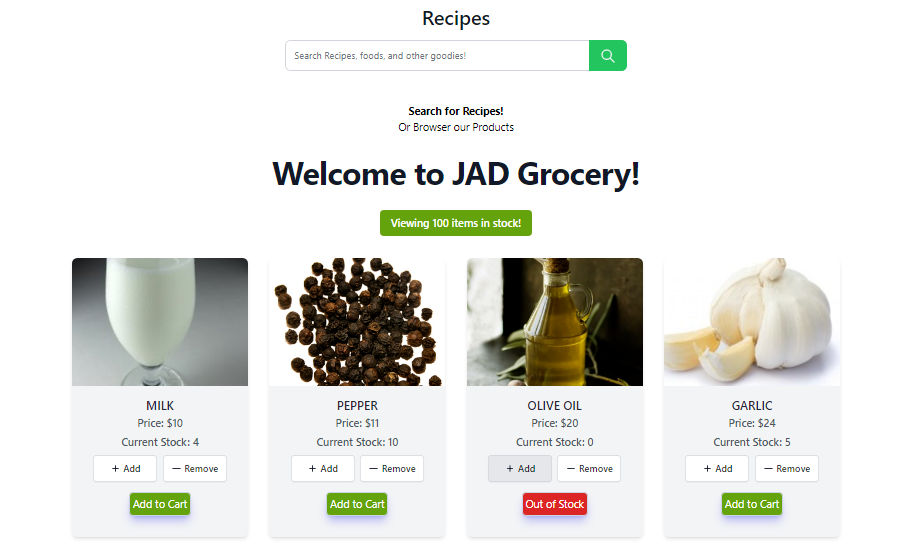 Recipes
Search Recipes, foods, and other goodies!
Search for Recipes!
Or Browser our Products
Welcome to JAD Grocery!
Viewing 100 items in stock!
MILK
Price: $10
Current Stock: 4
+ Add — Remove
Add to Cart
PEPPER
Price: $11
Current Stock: 10
+ Add — Remove
Add to Cart
OLIVE OIL
Price: $20
Current Stock: 0
+ Add — Remove
Out of Stock
GARLIC
Price: $24
Current Stock: 5
+ Add — Remove
Add to Cart